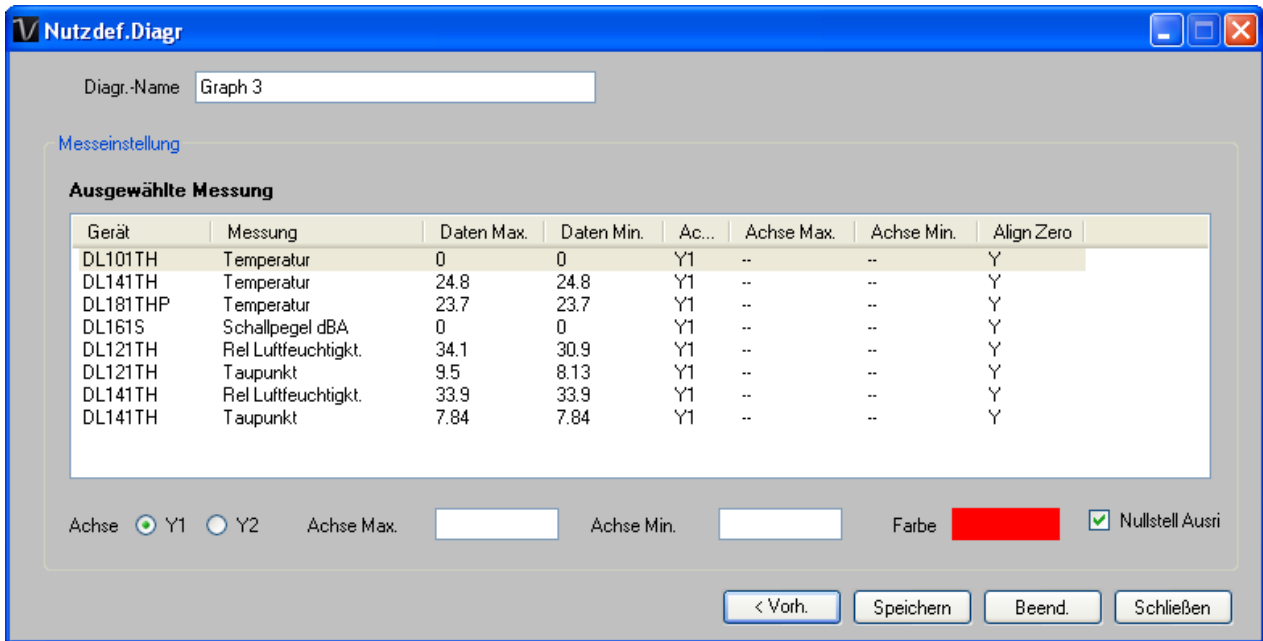 Nutzdef.Diagr
Diagr.-Name Graph 3
Messeinstellung
Ausgewählte Messung
Gerät Messung Daten Max. Daten Min. Ac... Achse Max. Achse Min. Align Zero
DL101TH Temperatur 0 0 Y1 -- -- Y
DL141TH Temperatur 24.8 24.8 Y1 -- -- Y
DL181THP Temperatur 23.7 23.7 Y1 -- -- Y
DL161S Schallpegel dBA 0 0 Y1 -- -- Y
DL121TH Rel Luftfeuchtigkt. 34.1 30.9 Y1 -- -- Y
DL121TH Taupunkt 9.5 8.13 Y1 -- -- Y
DL141TH Rel Luftfeuchtigkt. 33.9 33.9 Y1 -- -- Y
DL141TH Taupunkt 7.84 7.84 Y1 -- -- Y
Achse Y1 Y2 Achse Max. Achse Min. Farbe Nullstell Ausri
< Vorh. Speichern Beend. Schließen